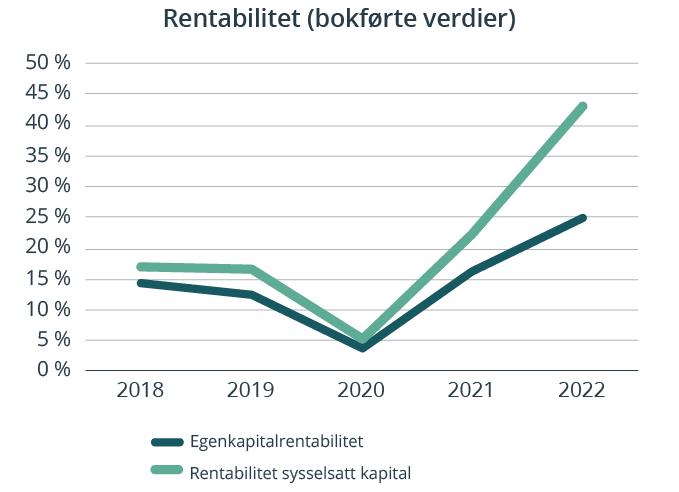 Rentabilitet (bokførte verdier)
50 %
45 %
40 %
35 %
30 %
25 %
20 %
15 %
10 %
5 %
0 %
2018 2019 2020 2021 2022
Egenkapitalrentabilitet
Rentabilitet sysselsatt kapital